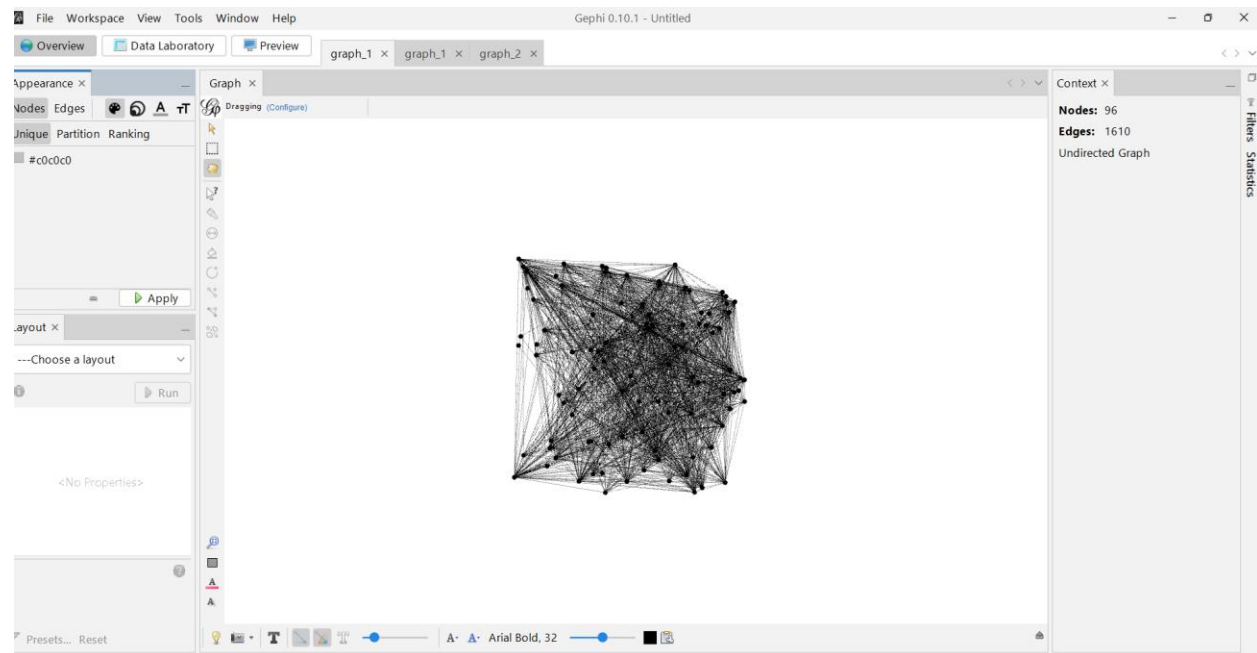 File Workspace View Tools Window Help Gephi 0.10.1 - Untitled
Overview Data Laboratory Preview graph_1 × graph_1 × graph_2 ×
Appearance × Graph × Context ×
Nodes Edges A TT Dragging (Configure) Nodes: 96
Unique Partition Ranking Edges: 1610
#c0c0c0 Undirected Graph
Filters
Statistics
Apply
Layout ×
---Choose a layout
Run
<No Properties>
A
A
Presets... Reset T T A- A- Arial Bold, 32